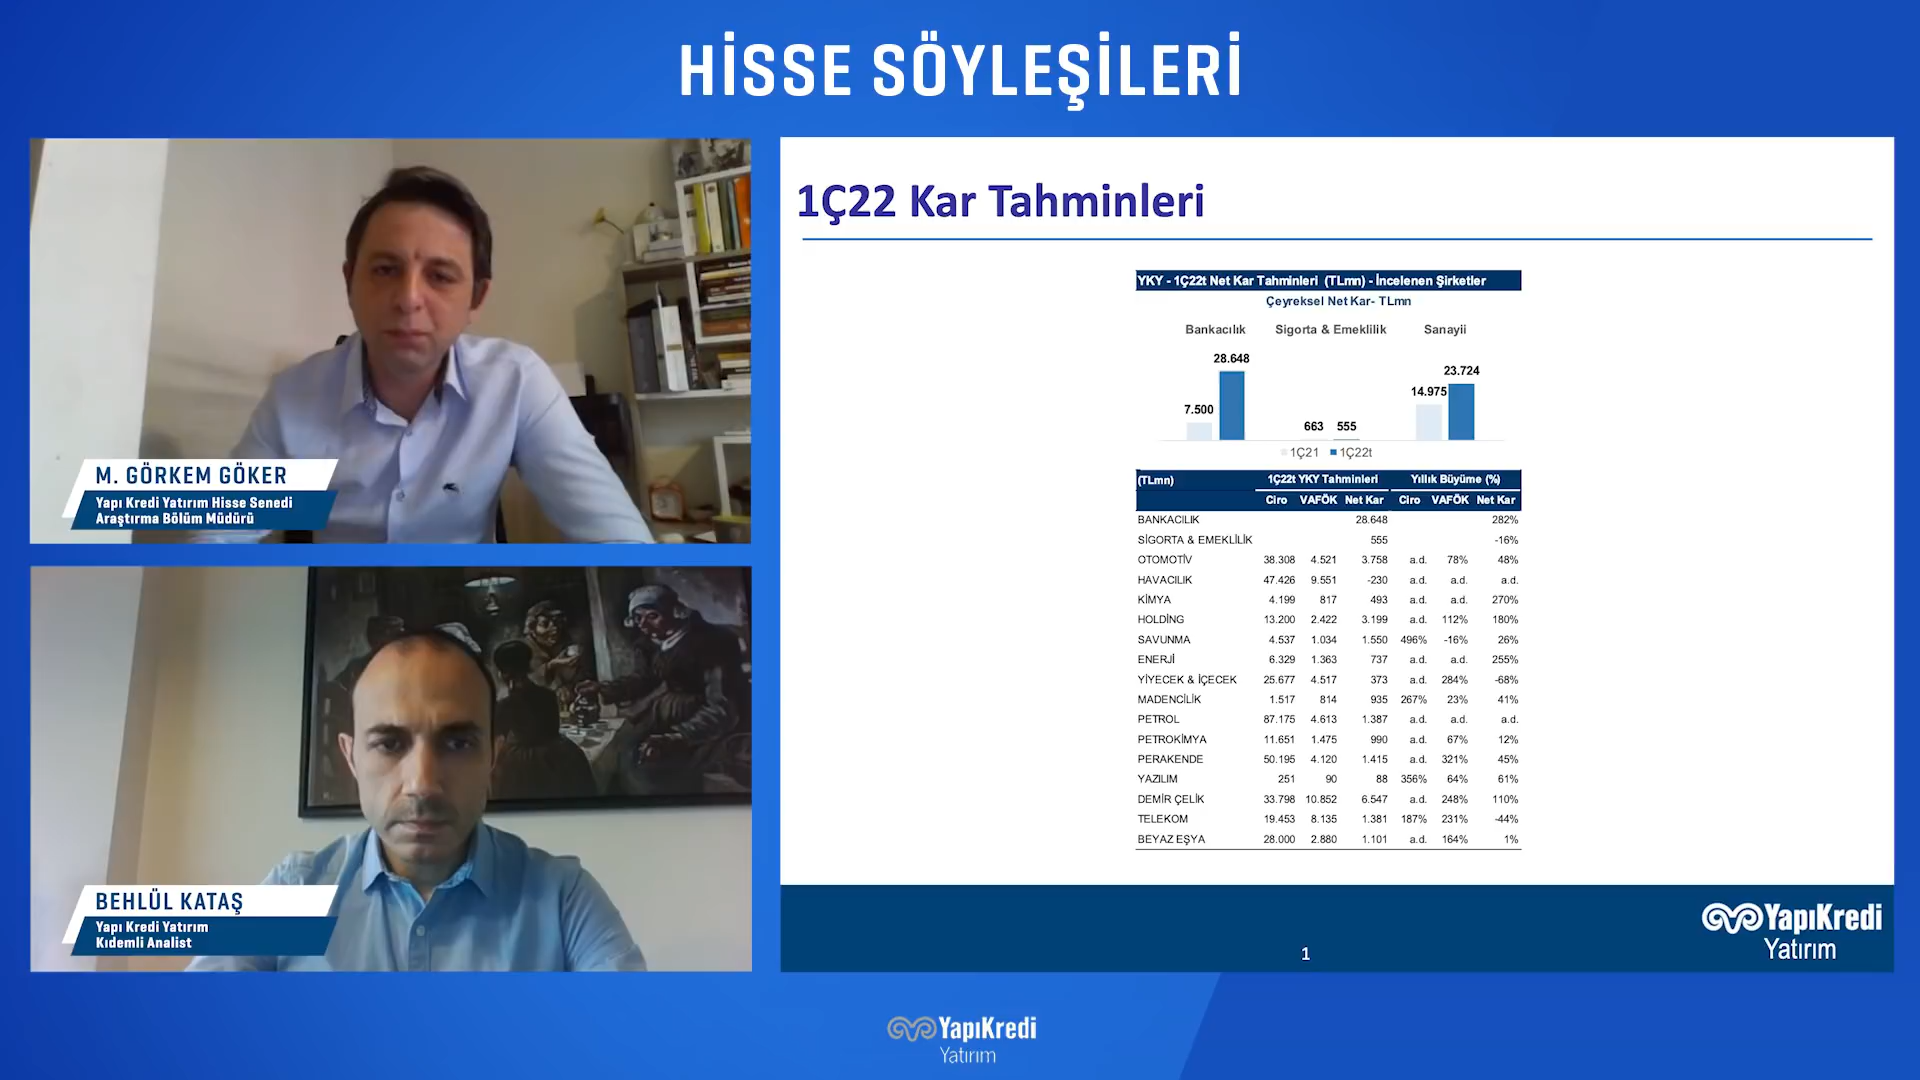 HİSSE SÖYLEŞİLERİ
M. GÖRKEM GÖKER
Yapı Kredi Yatırım Hisse Senedi
Araştırma Bölüm Müdürü
BEHLÜL KATAŞ
Yapı Kredi Yatırım
Kıdemli Analist
1Ç22 Kar Tahminleri
YKY - 1Ç22t Net Kar Tahminleri (TLmn) - İncelenen Şirketler
Çeyreksel Net Kar- TLmn
Bankacılık Sigorta & Emeklilik Sanayii
28.648
23.724
14.975
7.500
663 555
1Ç21 1Ç22t
(TLmn) 1Ç22t YKY Tahminleri Yıllık Büyüme (%)
Ciro VAFÖK Net Kar Ciro VAFÖK Net Kar
BANKACILIK 28.648 282%
SİGORTA & EMEKLİLİK 555 -16%
OTOMOTİV 38.308 4.521 3.758 a.d. 78% 48%
HAVACILIK 47.426 9.551 -230 a.d. a.d. a.d.
KİMYA 4.199 817 493 a.d. a.d. 270%
HOLDİNG 13.200 2.422 3.199 a.d. 112% 180%
SAVUNMA 4.537 1.034 1.550 496% -16% 26%
ENERJİ 6.329 1.363 737 a.d. a.d. 255%
YİYECEK & İÇECEK 25.677 4.517 373 a.d. 284% -68%
MADENCİLİK 1.517 814 935 267% 23% 41%
PETROL 87.175 4.613 1.387 a.d. a.d. a.d.
PETROKİMYA 11.651 1.475 990 a.d. 67% 12%
PERAKENDE 50.195 4.120 1.415 a.d. 321% 45%
YAZILIM 251 90 88 356% 64% 61%
DEMİR ÇELİK 33.798 10.852 6.547 a.d. 248% 110%
TELEKOM 19.453 8.135 1.381 187% 231% -44%
BEYAZ EŞYA 28.000 2.880 1.101 a.d. 164% 1%
YapıKredi
Yatırım
1
YapıKredi
Yatırım